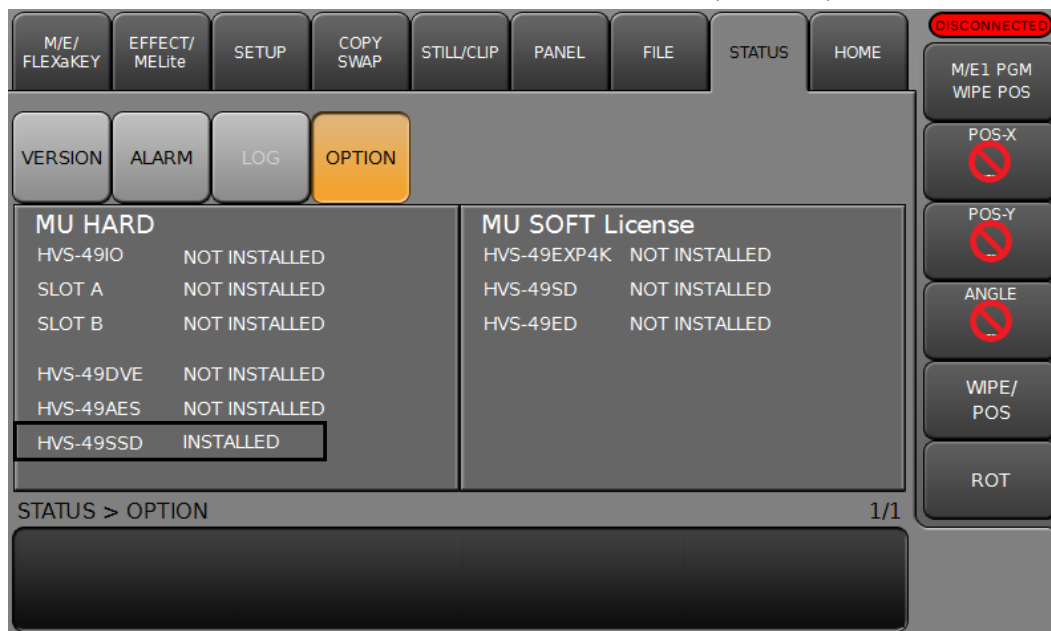 M/E/
FLEXaKEY
EFFECT/
MELite
SETUP
COPY
SWAP
STILL/CLIP
PANEL
FILE
STATUS
HOME
DISCONNECTED
M/E1 PGM
WIPE POS
POS-X
--
POS-Y
--
ANGLE
--
WIPE/
POS
ROT
VERSION
ALARM
LOG
OPTION
MU HARD
HVS-49IO NOT INSTALLED
SLOT A NOT INSTALLED
SLOT B NOT INSTALLED
HVS-49DVE NOT INSTALLED
HVS-49AES NOT INSTALLED
HVS-49SSD INSTALLED
MU SOFT License
HVS-49EXP4K NOT INSTALLED
HVS-49SD NOT INSTALLED
HVS-49ED NOT INSTALLED
STATUS > OPTION 1/1